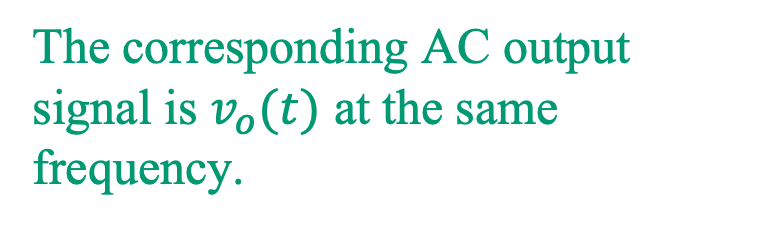 The corresponding AC output
signal is 𝑣ₒ(𝑡) at the same
frequency.